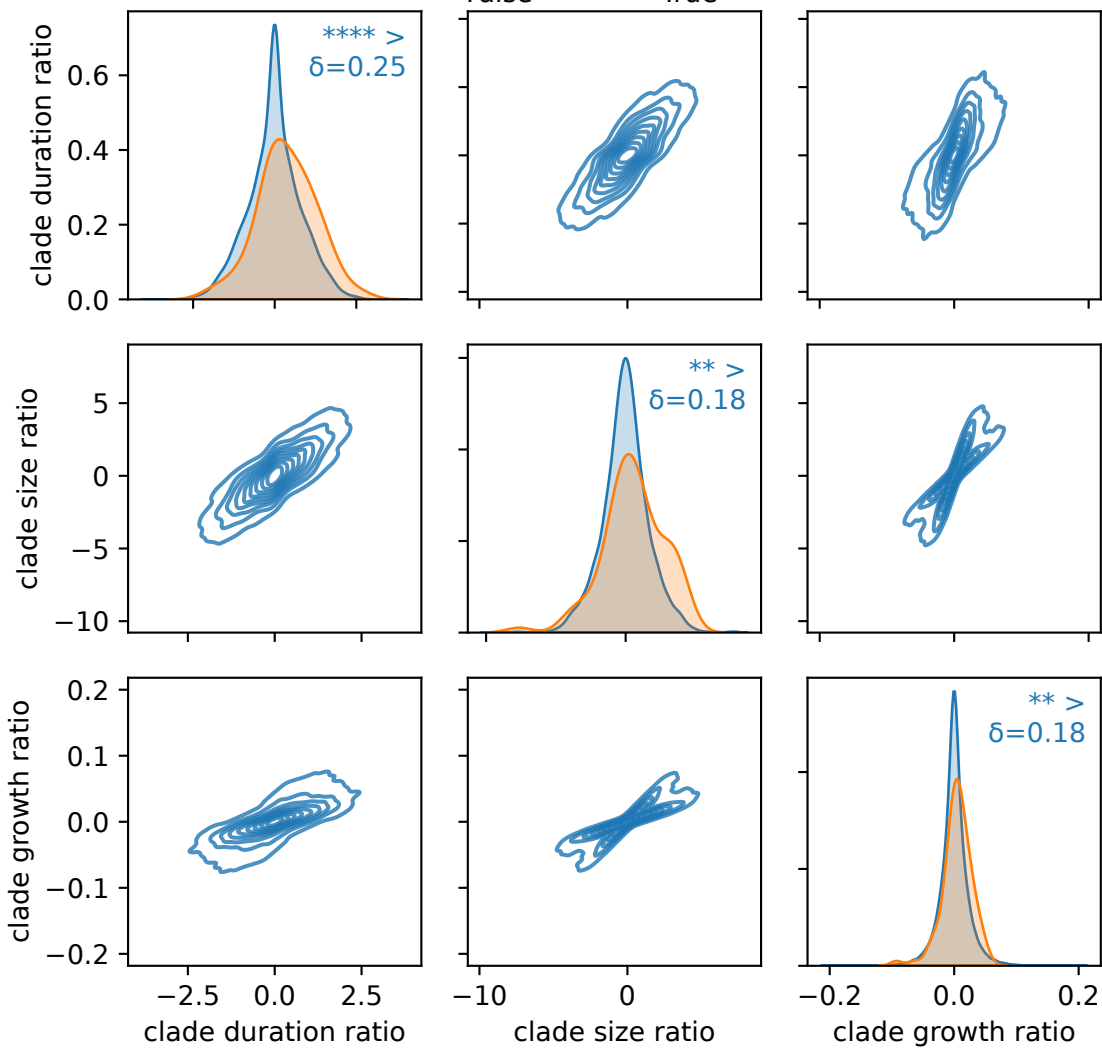 clade duration ratio
0.6
0.4
0.2
0.0
**** >
δ=0.25
clade size ratio
5
0
−5
−10
** >
δ=0.18
clade growth ratio
0.2
0.1
0.0
−0.1
−0.2
** >
δ=0.18
−2.5 0.0 2.5
−10 0
−0.2 0.0 0.2
clade duration ratio
clade size ratio
clade growth ratio